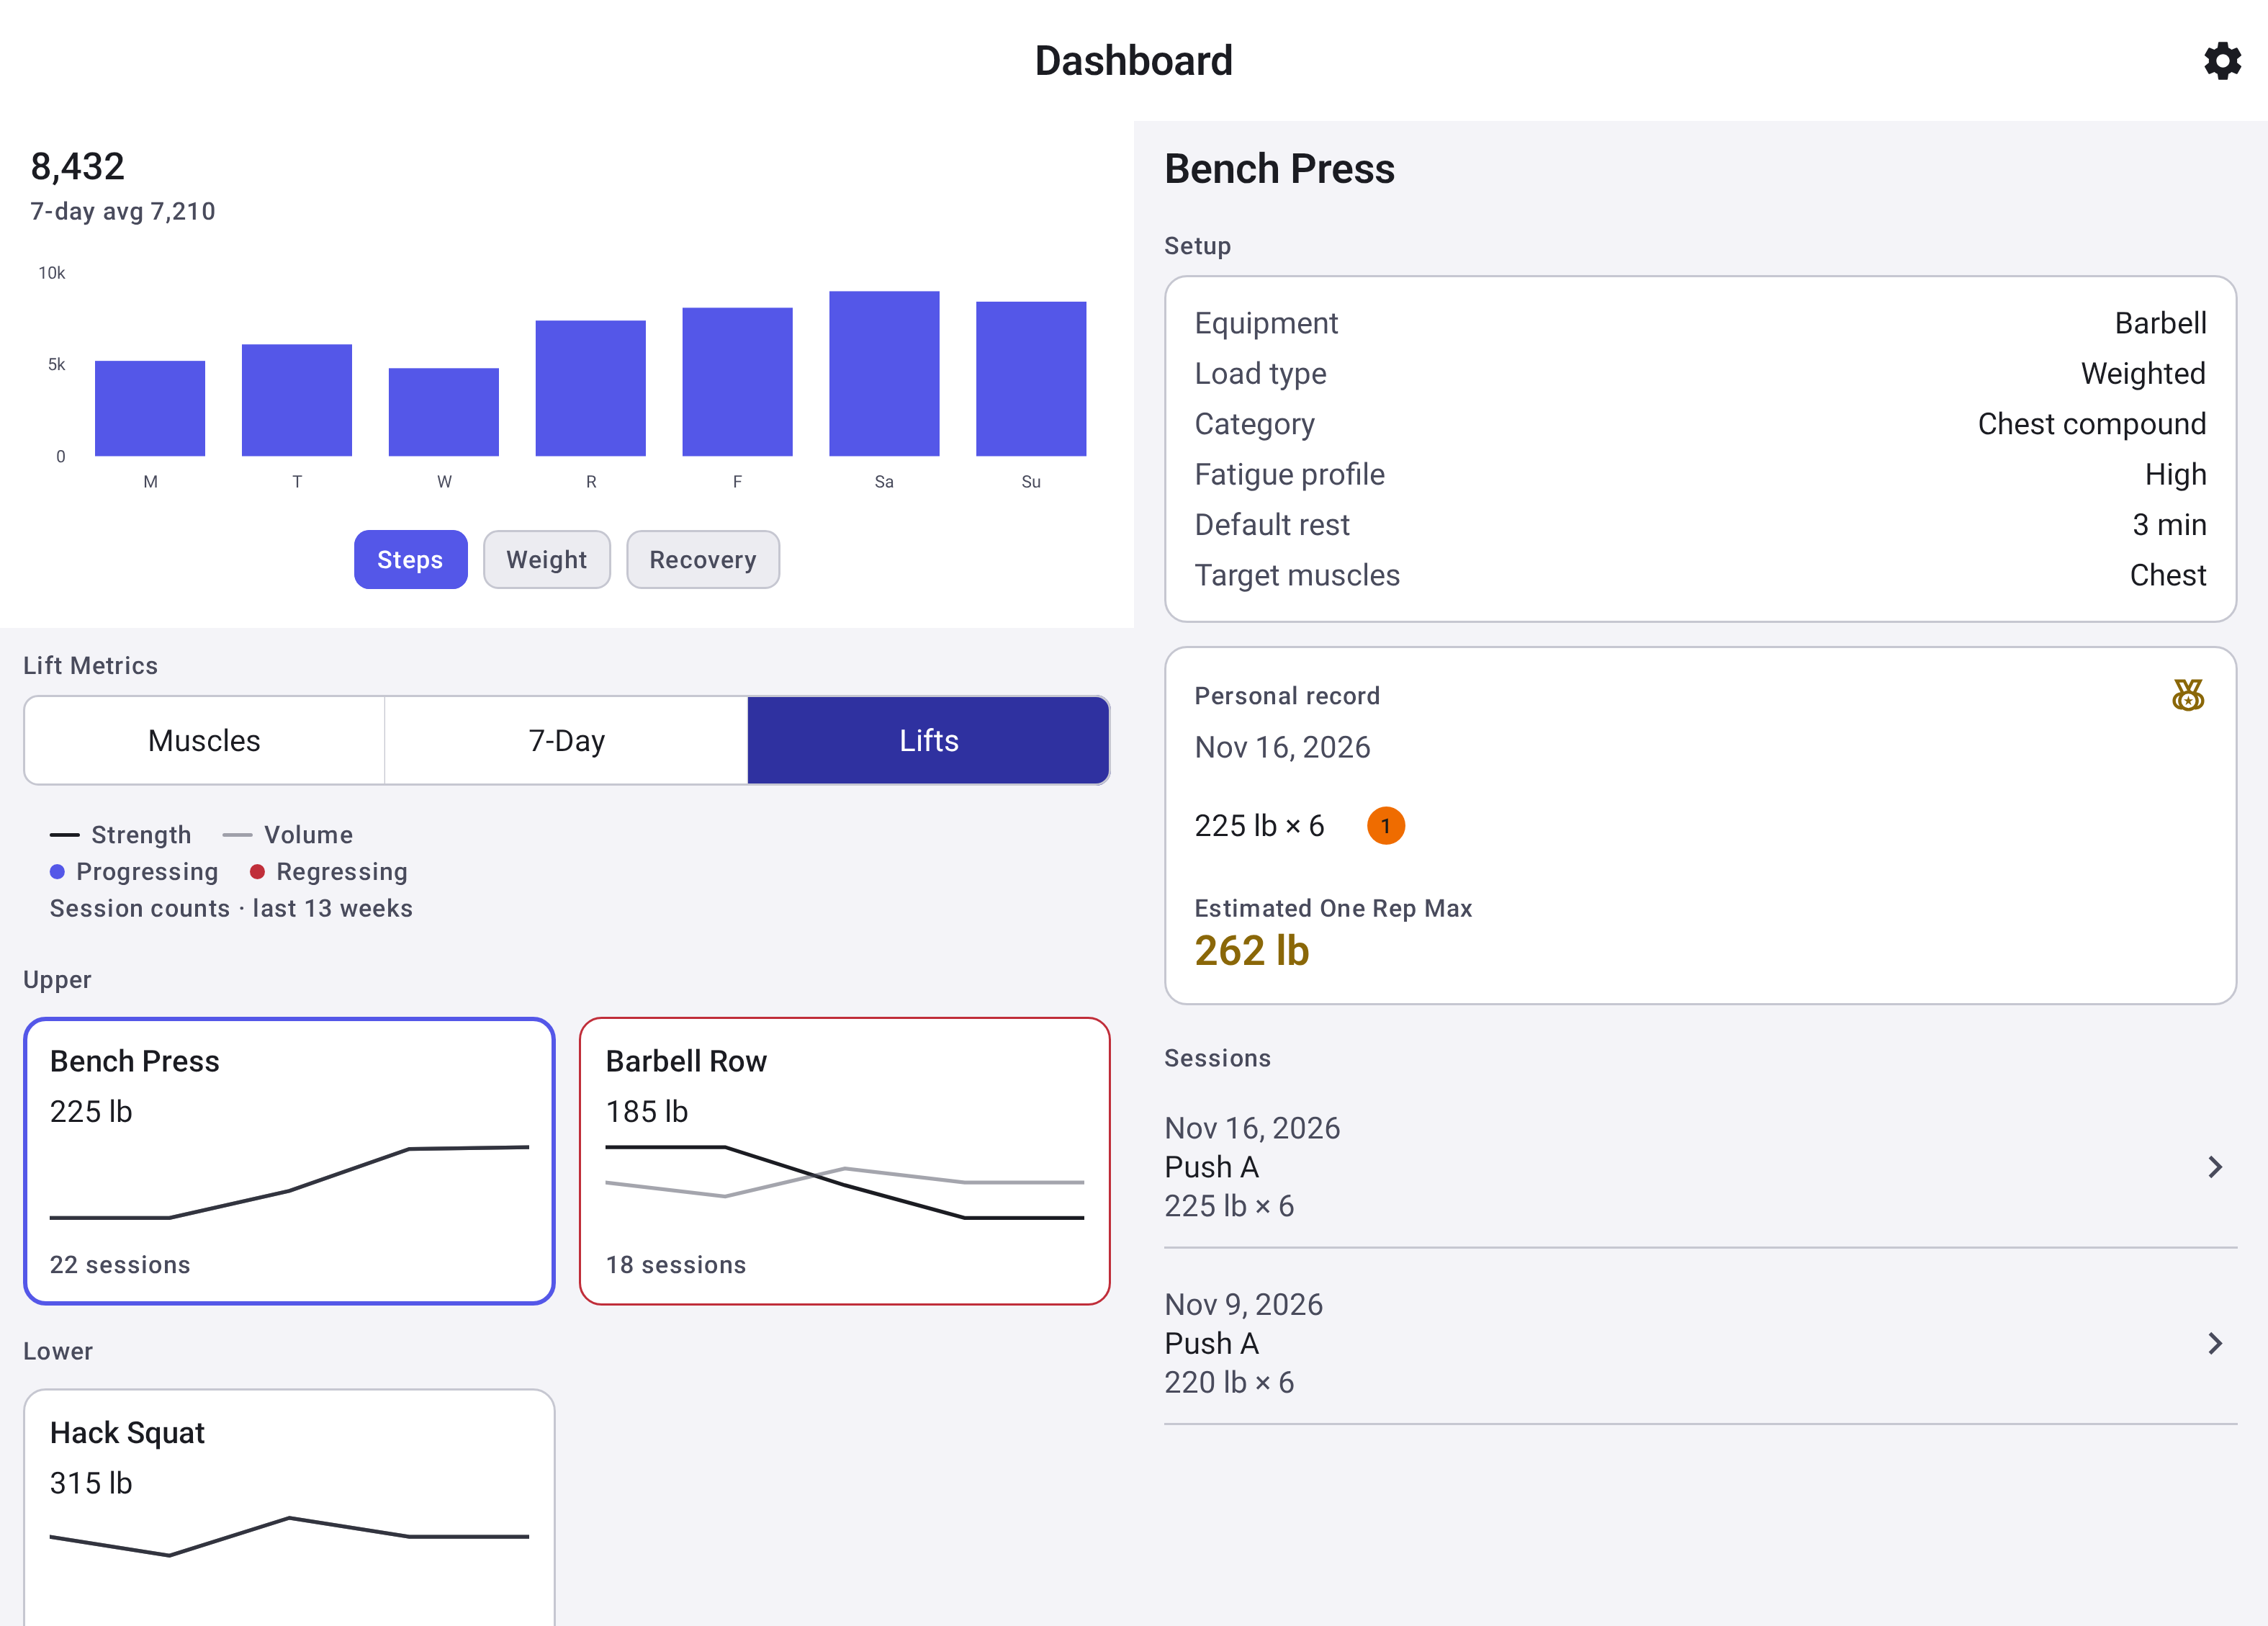 Dashboard
8,432
7-day avg 7,210
10k
5k
0
M T W R F Sa Su
Steps Weight Recovery
Lift Metrics
Muscles 7-Day Lifts
Strength Volume
Progressing Regressing
Session counts · last 13 weeks
Upper
Bench Press
225 lb
22 sessions
Barbell Row
185 lb
18 sessions
Lower
Hack Squat
315 lb
Bench Press
Setup
Equipment Barbell
Load type Weighted
Category Chest compound
Fatigue profile High
Default rest 3 min
Target muscles Chest
Personal record
Nov 16, 2026
225 lb × 6 1
Estimated One Rep Max
262 lb
Sessions
Nov 16, 2026
Push A
225 lb × 6
Nov 9, 2026
Push A
220 lb × 6